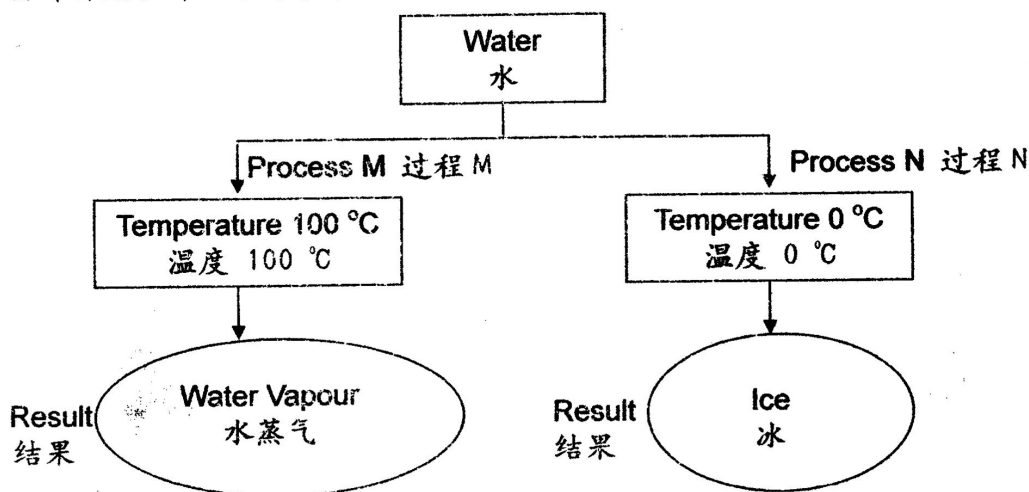 Water
水
Process M 过程 M
Process N 过程 N
Temperature 100 °C
温度 100 °C
Temperature 0 °C
温度 0 °C
Result
结果
Water Vapour
水蒸气
Result
结果
Ice
冰